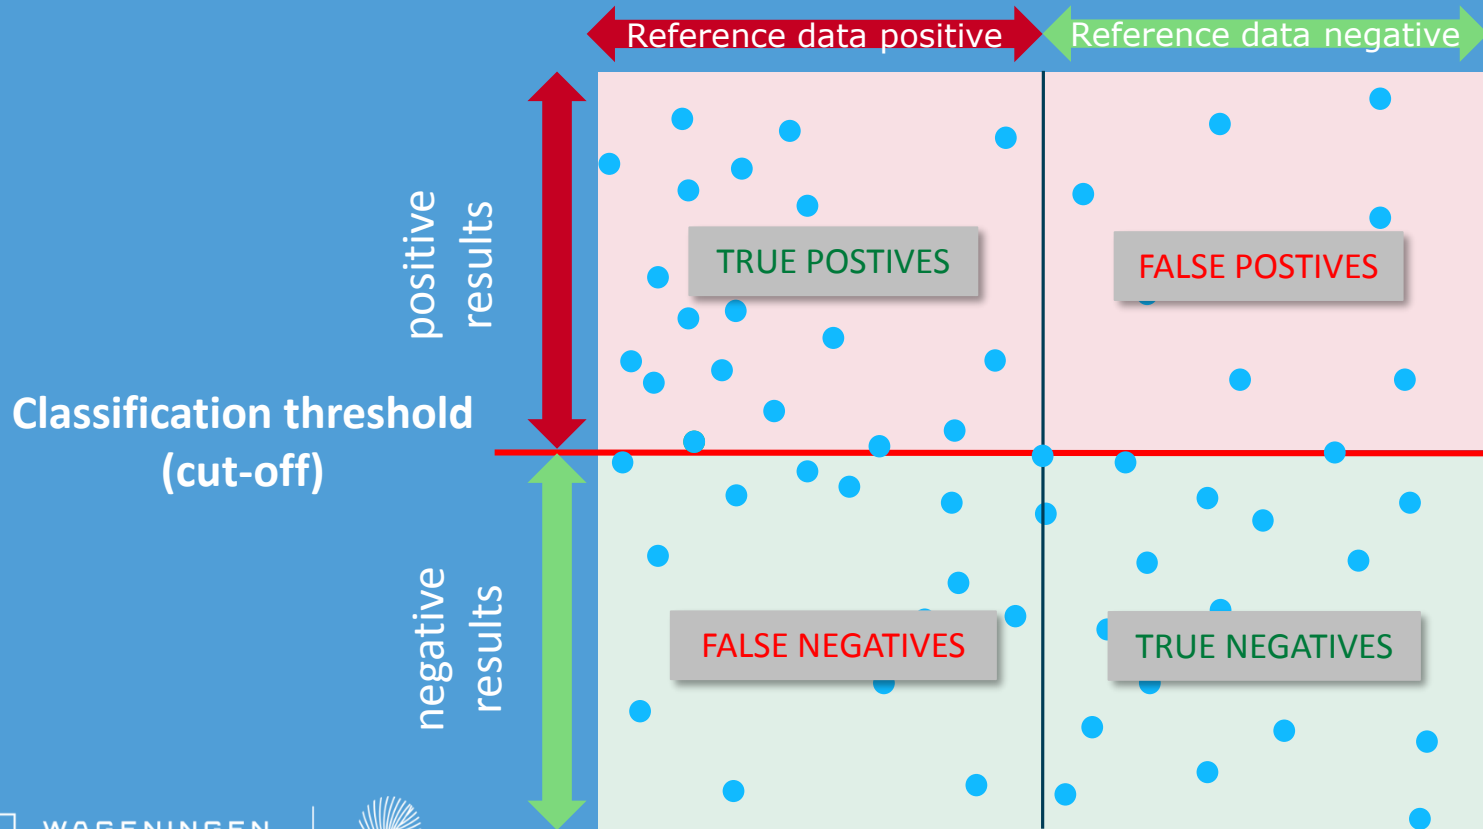 Reference data positive
Reference data negative
positive
results
TRUE POSTIVES
FALSE POSTIVES
Classification threshold
(cut-off)
negative
results
FALSE NEGATIVES
TRUE NEGATIVES
WAGENINGEN